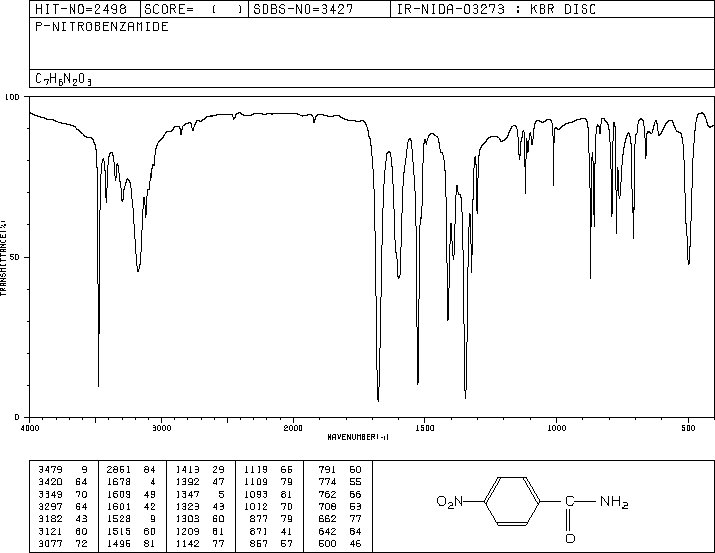 HIT-NO=2498 SCORE= ( ) SDBS-NO=3427 IR-NIDA-03273 : KBR DISC
P-NITROBENZAMIDE
C7H6N2O3
100
50
0
TRANSMITTANCE(%)
4000 3000 2000 1500 1000 500
WAVENUMBER(-1)
3479 9 2861 84 1413 29 1119 66 791 60
3420 64 1678 4 1392 47 1109 79 774 55
3349 70 1609 49 1347 5 1093 81 762 66
3297 64 1601 42 1323 43 1012 70 708 53
3182 43 1528 9 1303 60 877 79 662 77
3121 60 1515 60 1209 81 871 41 642 84
3077 72 1496 81 1142 77 857 57 500 46
O2N C NH2
O